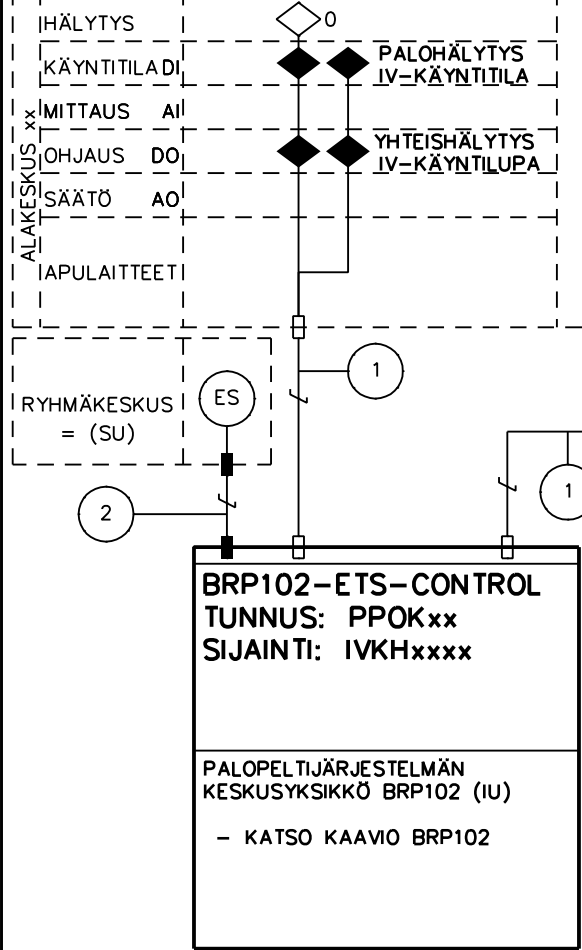 HÄLYTYS
0
KÄYNTITILA DI
PALOHÄLYTYS
IV-KÄYNTITILA
MITTAUS AI
OHJAUS DO
YHTEISHÄLYTYS
IV-KÄYNTILUPA
SÄÄTÖ AO
APULAITTEET
ALAKESKUS xx
RYHMÄKESKUS
= (SU)
ES
1
2
1
BRP102-ETS-CONTROL
TUNNUS: PPOKxx
SIJAINTI: IVKHxxxx
PALOPELTIJÄRJESTELMÄN
KESKUSYKSIKKÖ BRP102 (IU)
- KATSO KAAVIO BRP102